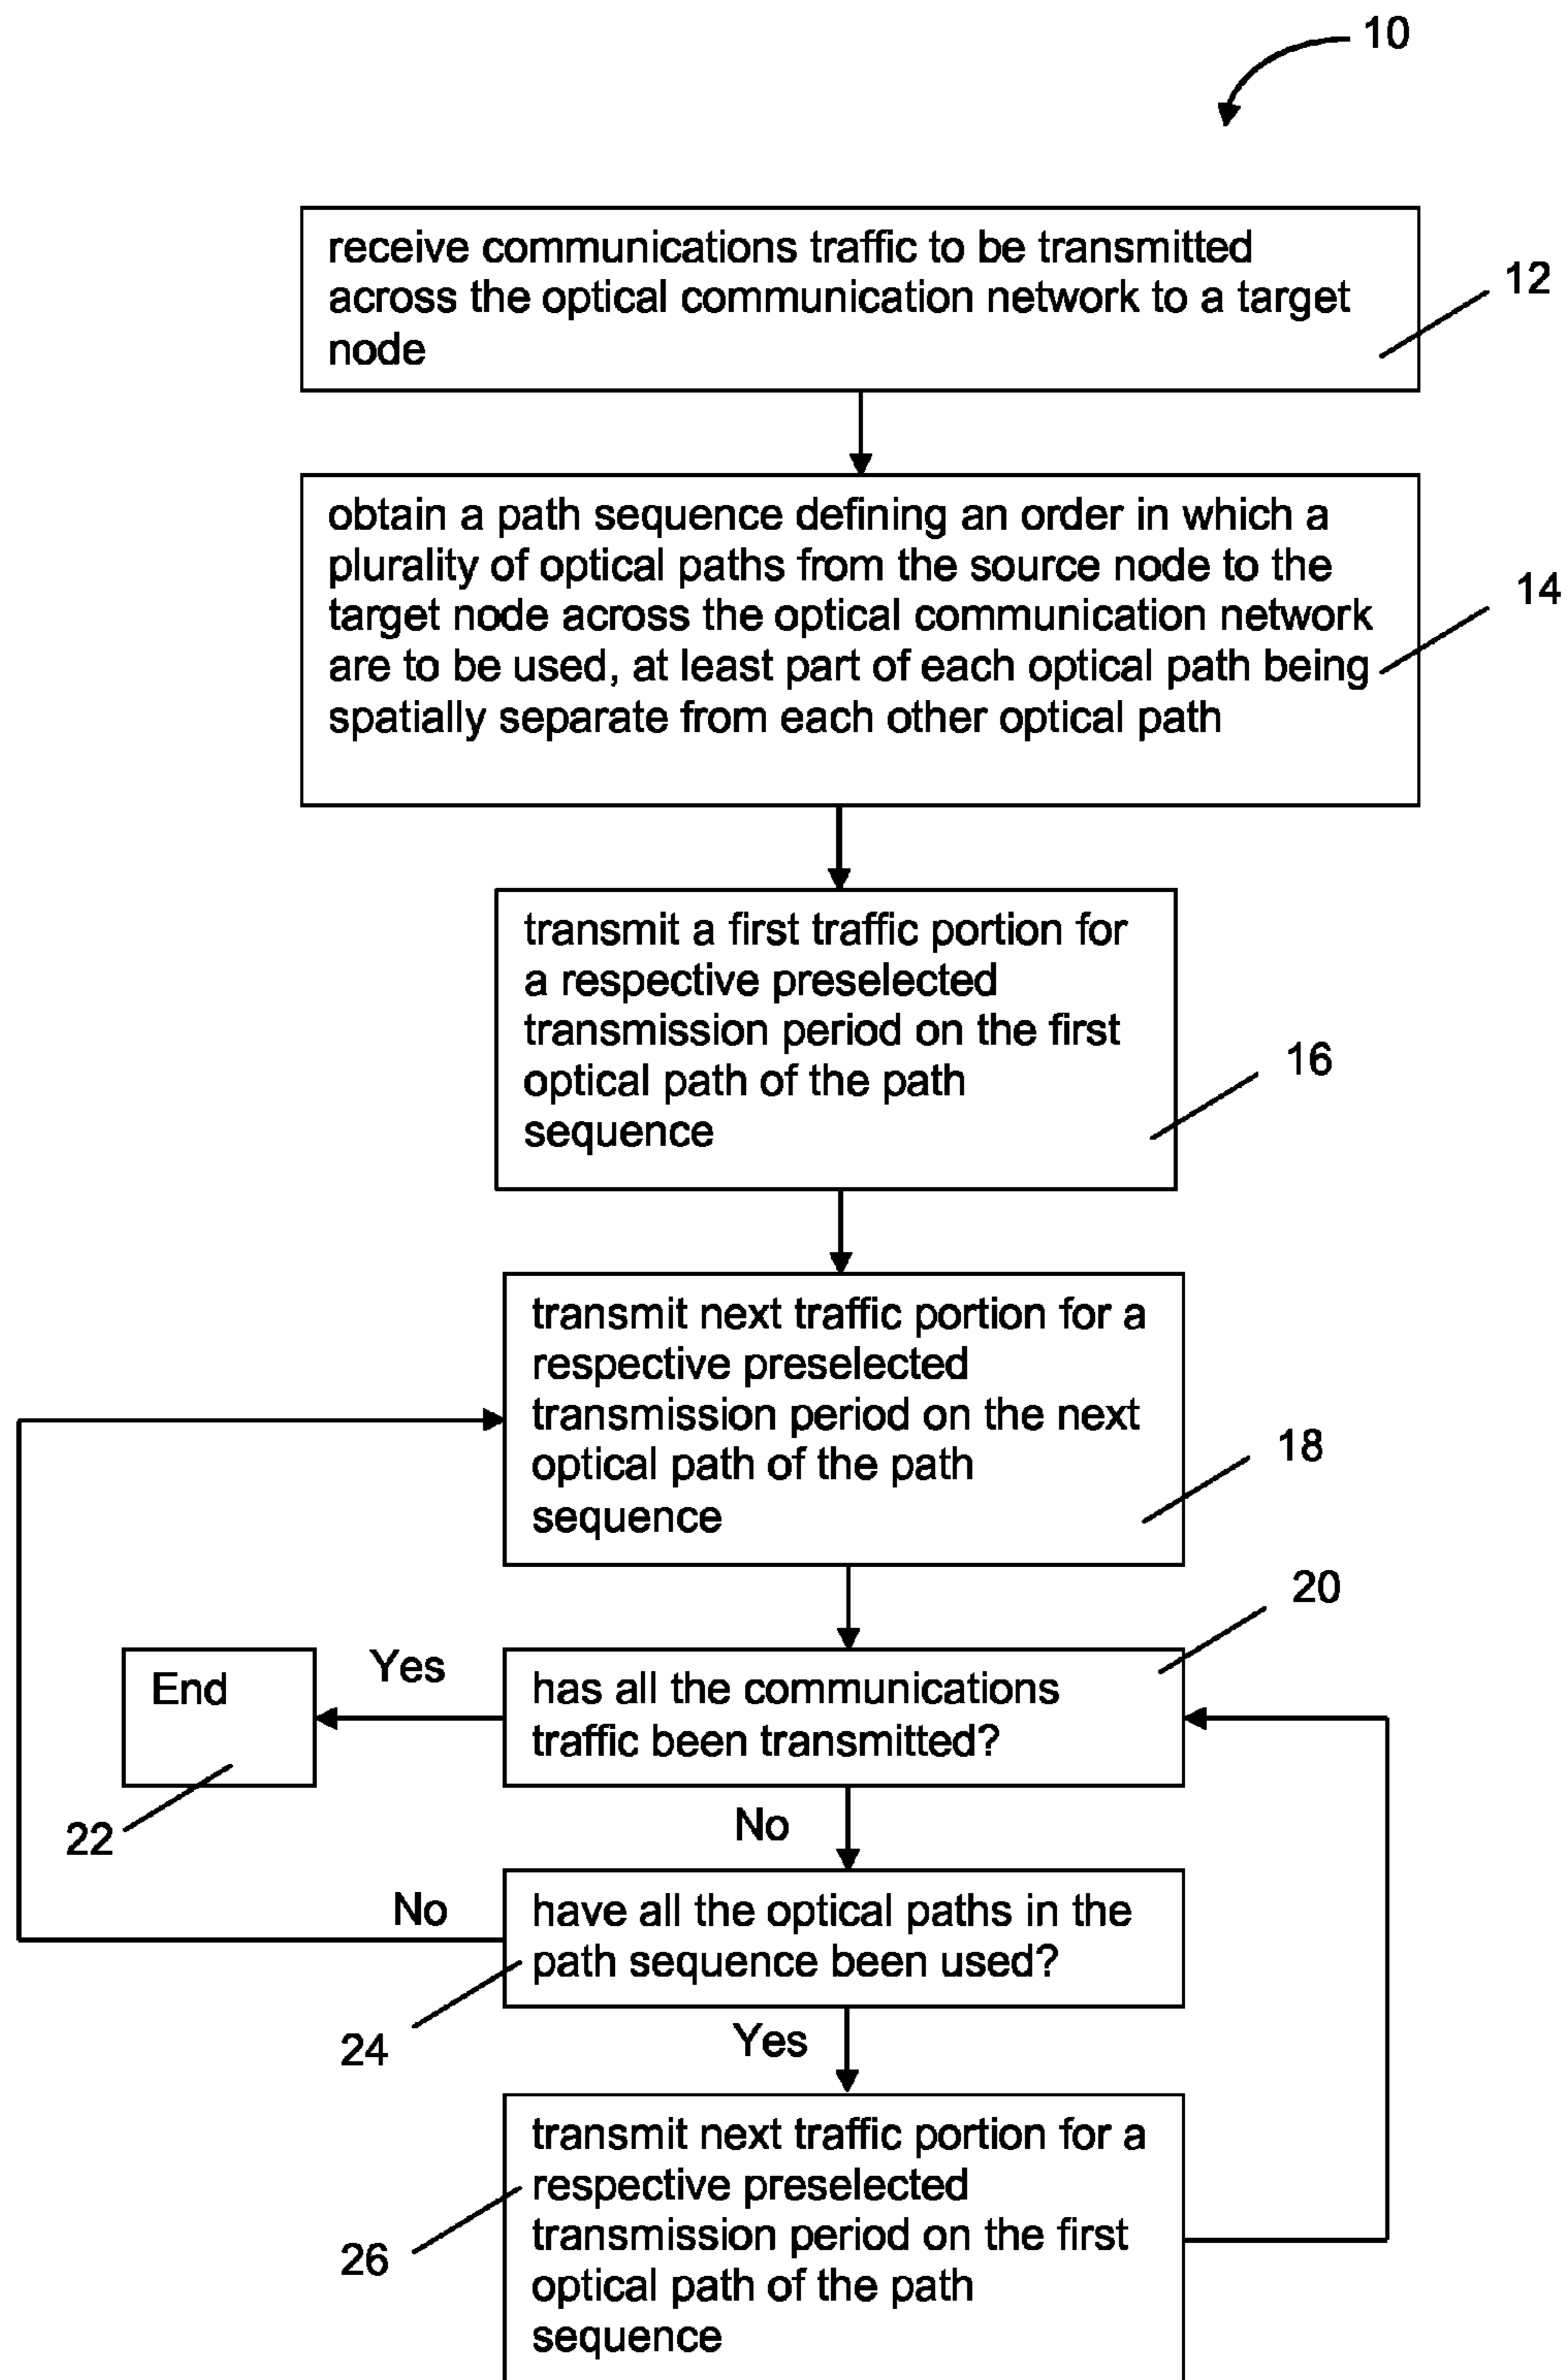 10
receive communications traffic to be transmitted
across the optical communication network to a target
node
12
obtain a path sequence defining an order in which a
plurality of optical paths from the source node to the
target node across the optical communication network
are to be used, at least part of each optical path being
spatially separate from each other optical path
14
transmit a first traffic portion for
a respective preselected
transmission period on the first
optical path of the path
sequence
16
transmit next traffic portion for a
respective preselected
transmission period on the next
optical path of the path
sequence
18
20
End
Yes
has all the communications
traffic been transmitted?
22
No
No
have all the optical paths in the
path sequence been used?
24
Yes
transmit next traffic portion for a
respective preselected
transmission period on the first
optical path of the path
sequence
26